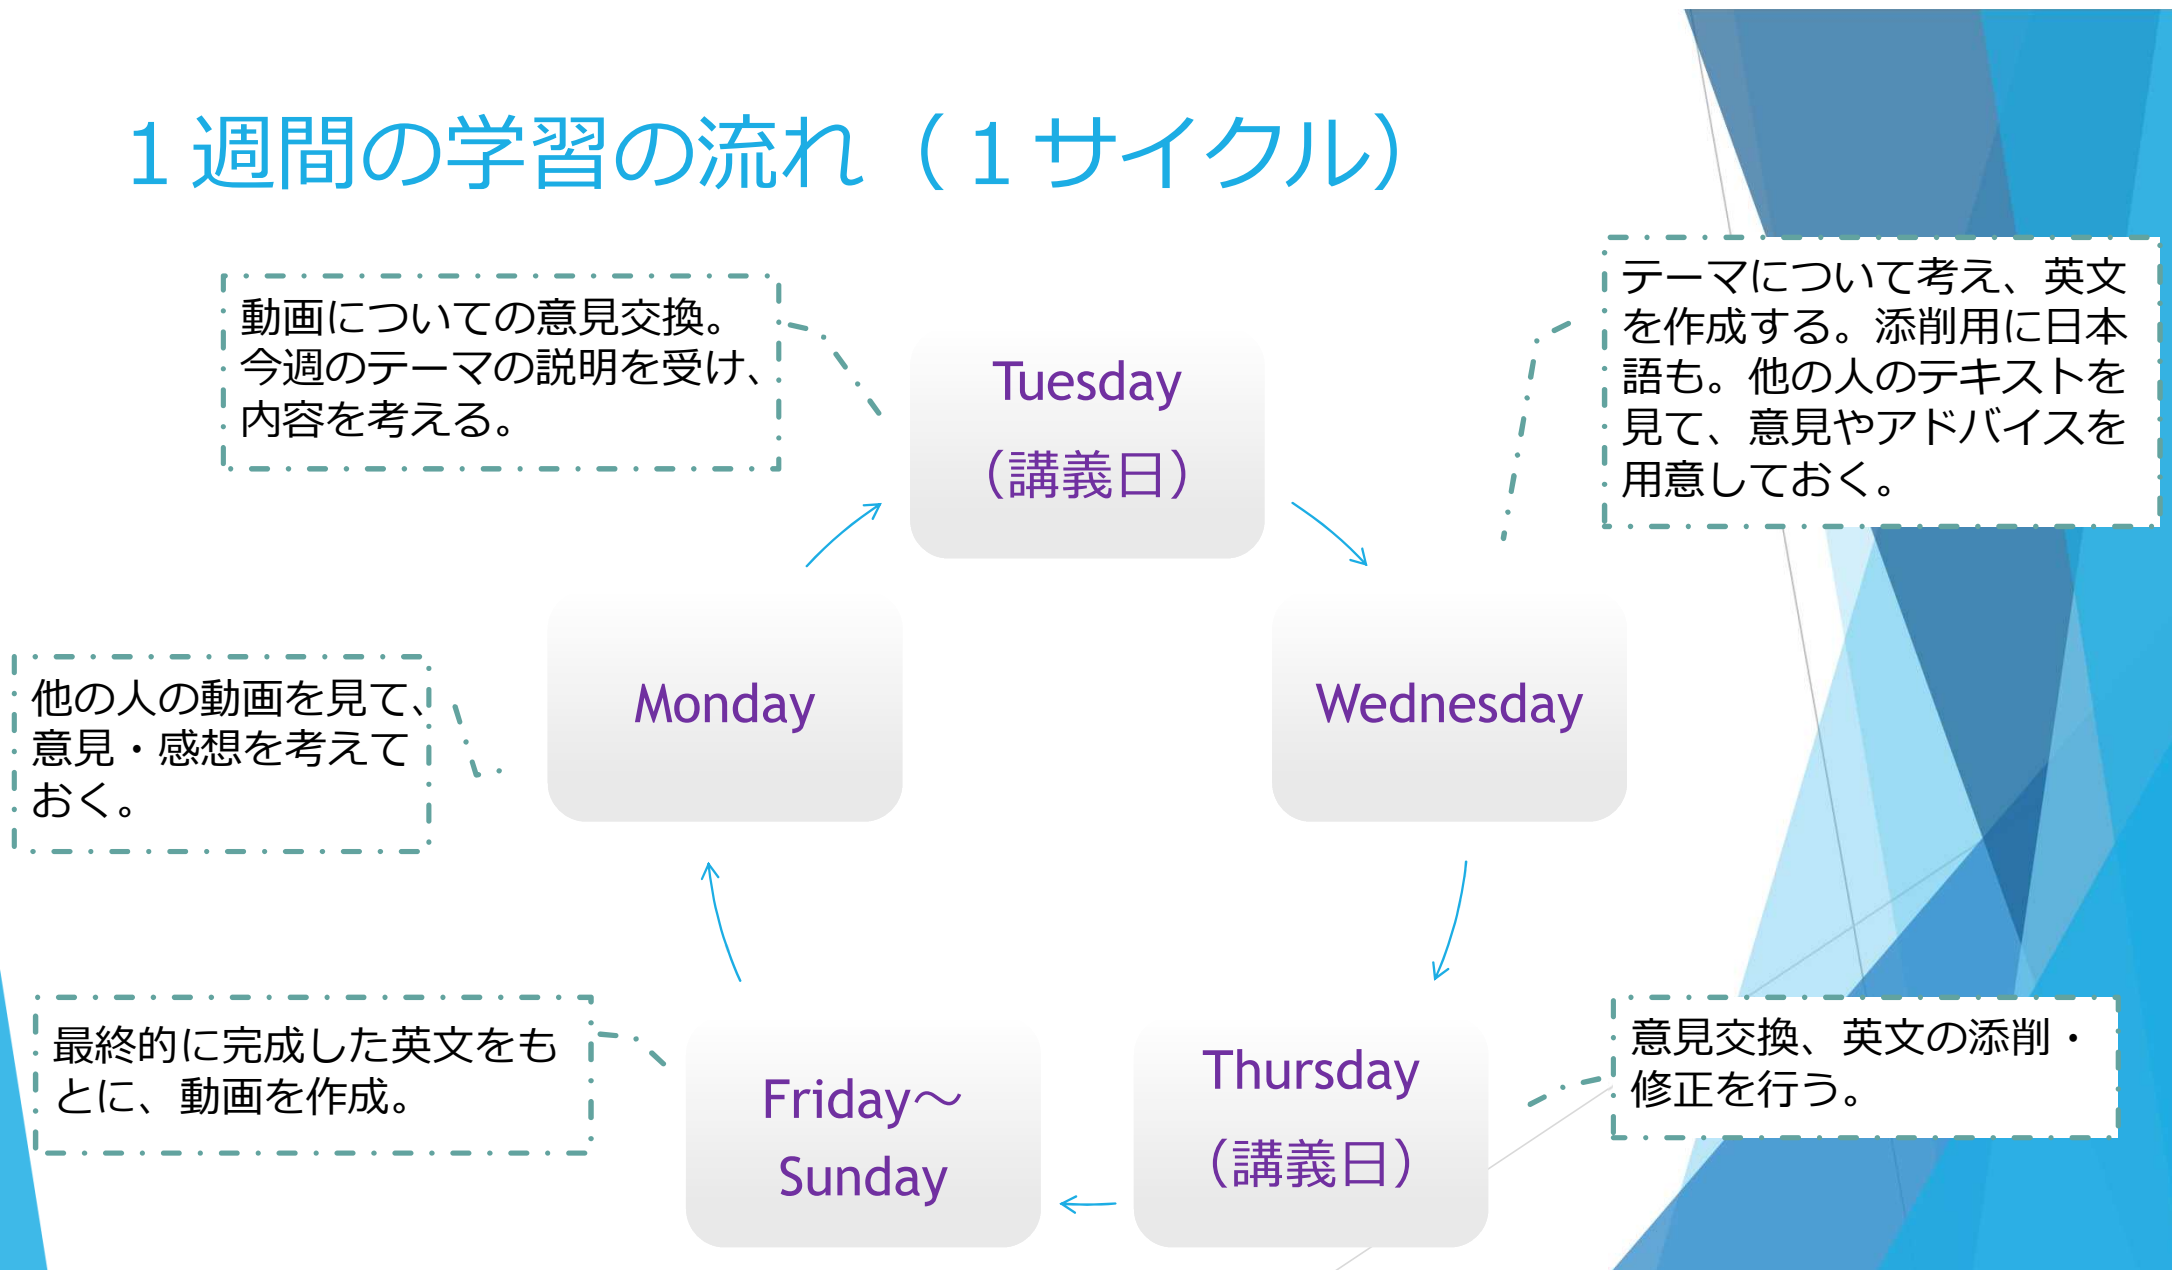 １週間の学習の流れ（１サイクル）
動画についての意見交換。
今週のテーマの説明を受け、
内容を考える。
Tuesday
（講義日）
テーマについて考え、英文
を作成する。添削用に日本
語も。他の人のテキストを
見て、意見やアドバイスを
用意しておく。
Wednesday
意見交換、英文の添削・
修正を行う。
Thursday
（講義日）
最終的に完成した英文をも
とに、動画を作成。
Friday～
Sunday
他の人の動画を見て、
意見・感想を考えて
おく。
Monday